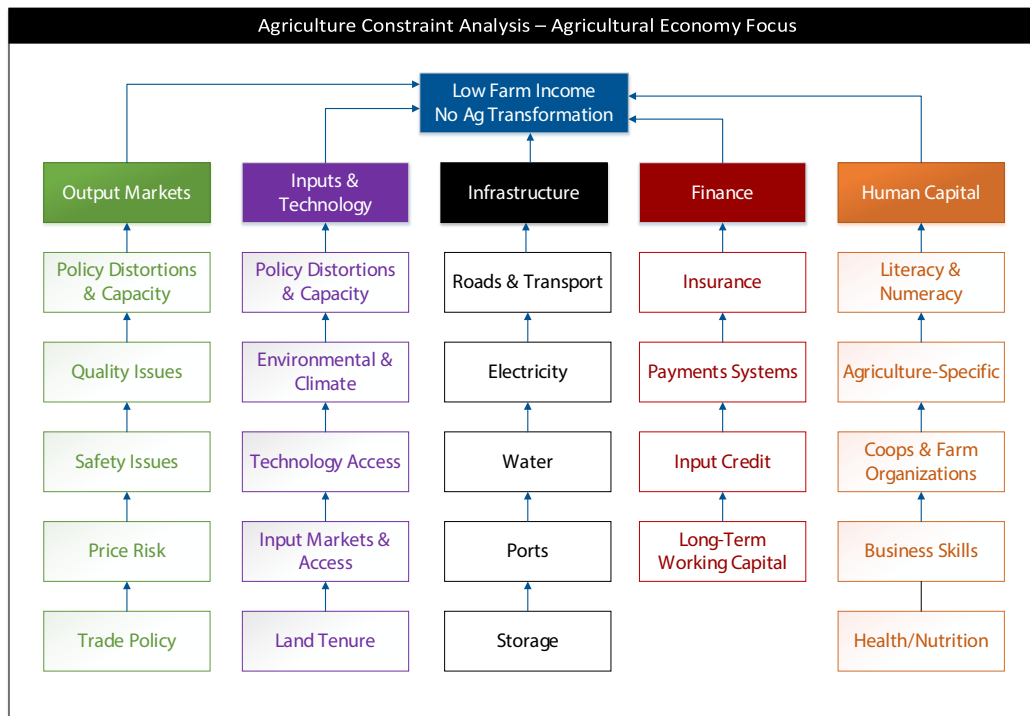 Agriculture Constraint Analysis – Agricultural Economy Focus
Low Farm Income
No Ag Transformation
Output Markets
Policy Distortions
& Capacity
Quality Issues
Safety Issues
Price Risk
Trade Policy
Inputs &
Technology
Policy Distortions
& Capacity
Environmental &
Climate
Technology Access
Input Markets &
Access
Land Tenure
Infrastructure
Roads & Transport
Electricity
Water
Ports
Storage
Finance
Insurance
Payments Systems
Input Credit
Long-Term
Working Capital
Human Capital
Literacy &
Numeracy
Agriculture-Specific
Coops & Farm
Organizations
Business Skills
Health/Nutrition